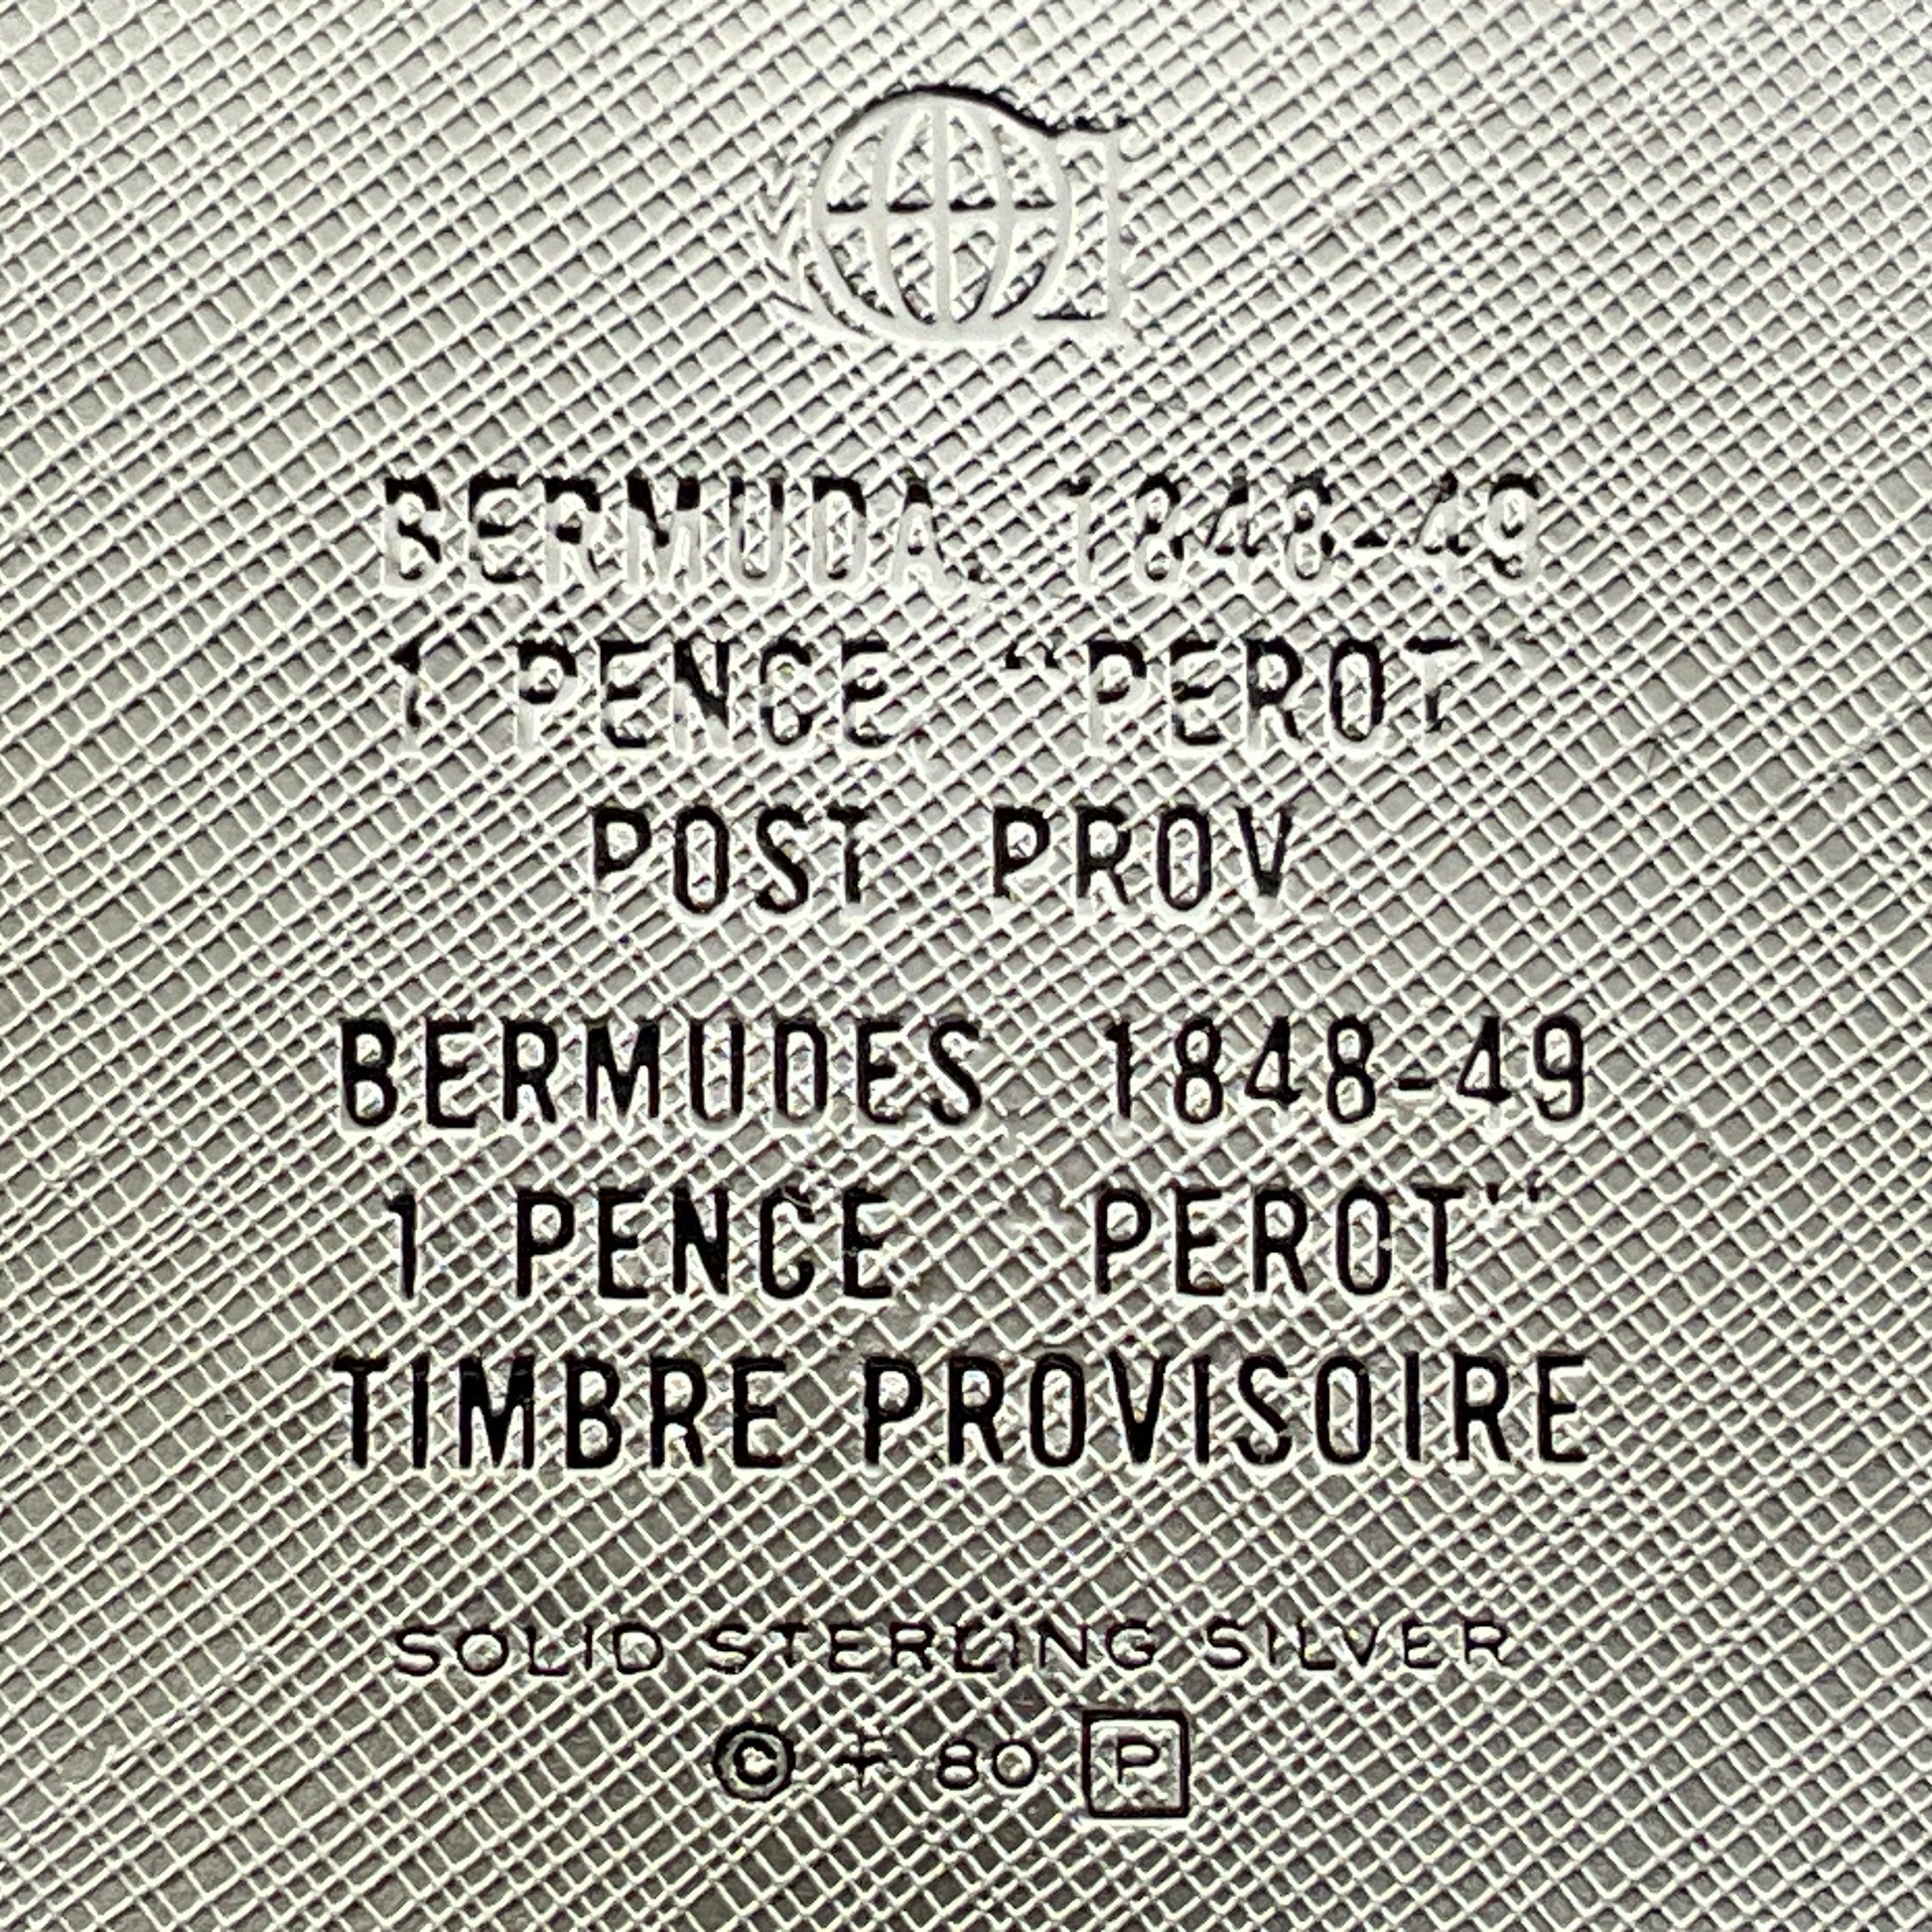 BERMUDA, 1848-49
1 PENCE, "PEROT"
POST PROV
BERMUDES 1848-49
1 PENCE PEROT"
TIMBRE PROVISOIRE
SOLID STERLING SILVER
© + 80 P